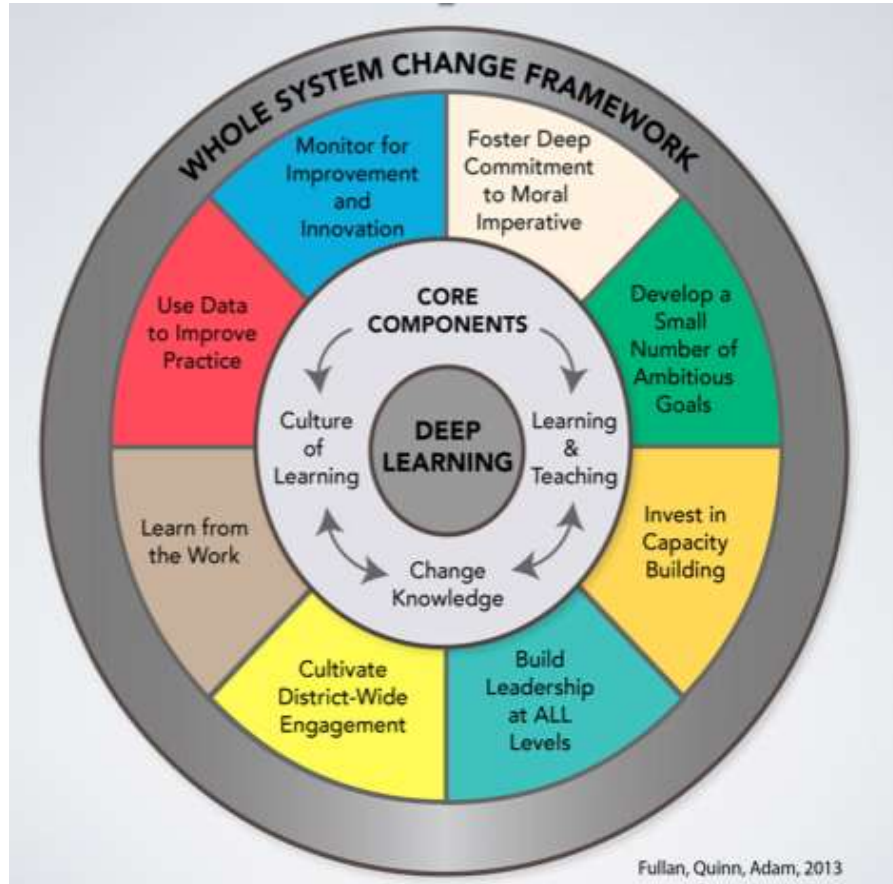 WHOLE SYSTEM CHANGE FRAMEWORK
Monitor for
Improvement
and
Innovation
Foster Deep
Commitment
to Moral
Imperative
Develop a
Small
Number of
Ambitious
Goals
Invest in
Capacity
Building
Build
Leadership
at ALL
Levels
Cultivate
District-Wide
Engagement
Learn from
the Work
Use Data
to Improve
Practice
CORE
COMPONENTS
Culture
of
Learning
Learning
&
Teaching
Change
Knowledge
DEEP
LEARNING
Fullan, Quinn, Adam, 2013